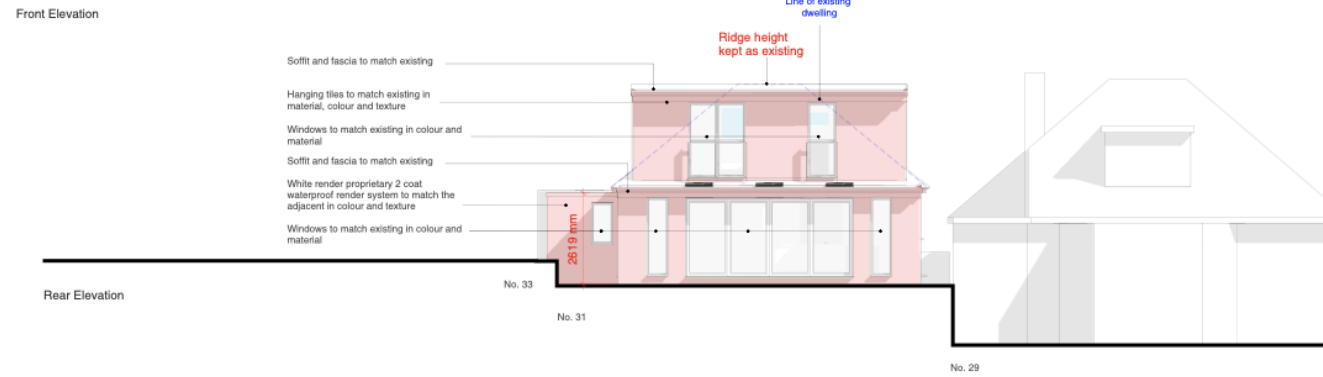 Front Elevation
Line of existing
dwelling
Ridge height
kept as existing
Soffit and fascia to match existing
Hanging tiles to match existing in
material, colour and texture
Windows to match existing in colour and
material
Soffit and fascia to match existing
White render proprietary 2 coat
waterproof render system to match the
adjacent in colour and texture
Windows to match existing in colour and
material
2619 mm
No. 33
Rear Elevation
No. 31
No. 29